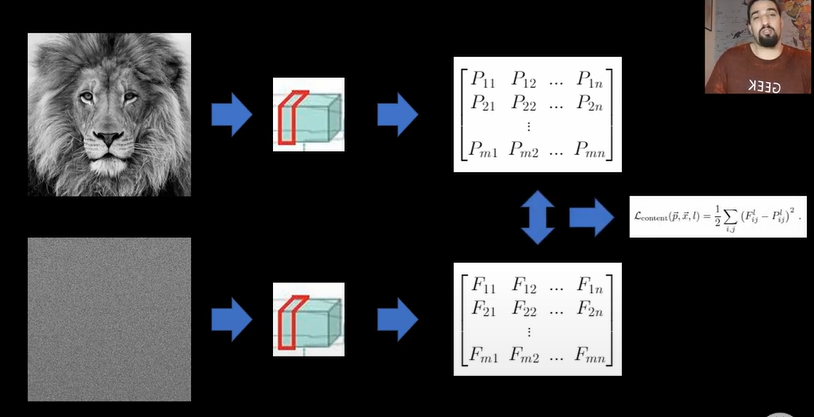 P₁₁ P₁₂ ... P₁ₙ
P₂₁ P₂₂ ... P₂ₙ
⋮
Pₘ₁ Pₘ₂ ... Pₘₙ
GEEK
𝓛content(p⃗, x⃗, l) = 1/2 ∑i,j (Fˡᵢⱼ − Pˡᵢⱼ)² .
F₁₁ F₁₂ ... F₁ₙ
F₂₁ F₂₂ ... F₂ₙ
⋮
Fₘ₁ Fₘ₂ ... Fₘₙ